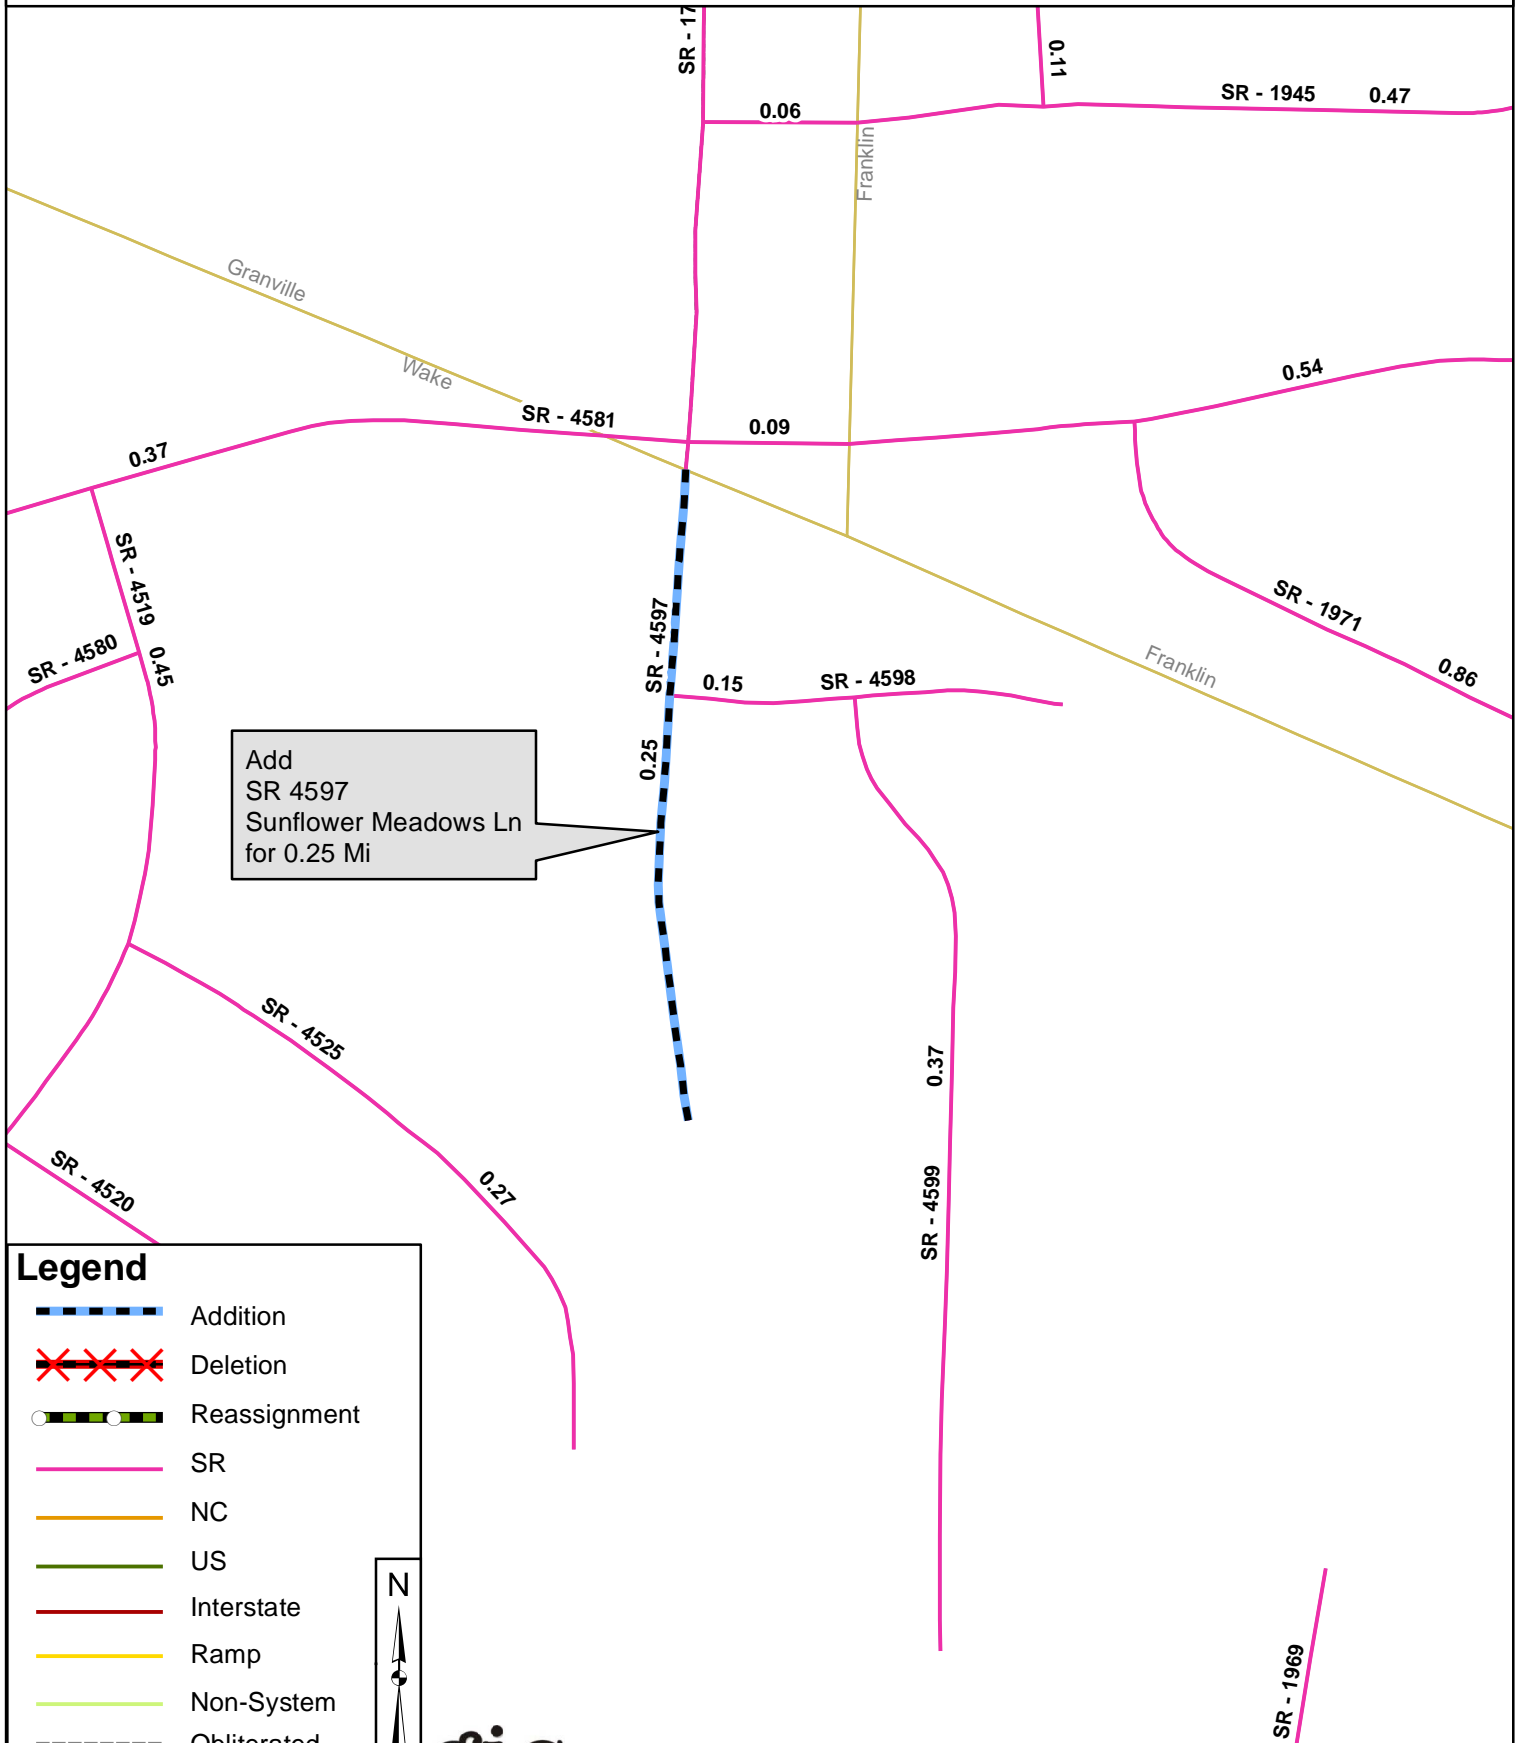 SR - 17
0.11
SR - 1945
0.47
0.06
Franklin
Granville
Wake
0.54
SR - 4581
0.09
0.37
SR - 4519
SR - 1971
SR - 4597
SR - 4580
0.45
Franklin
0.86
0.15
SR - 4598
0.25
Add
SR 4597
Sunflower Meadows Ln
for 0.25 Mi
SR - 4525
0.37
SR - 4520
0.27
SR - 4599
Legend
Addition
Deletion
Reassignment
SR
NC
US
Interstate
Ramp
Non-System
Obliterated
N
SR - 1969